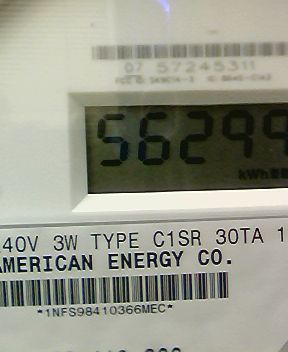 07 57245311
56299
kWh
40V 3W TYPE C1SR 30TA 1
AMERICAN ENERGY CO.
*1NFS98410366MEC*